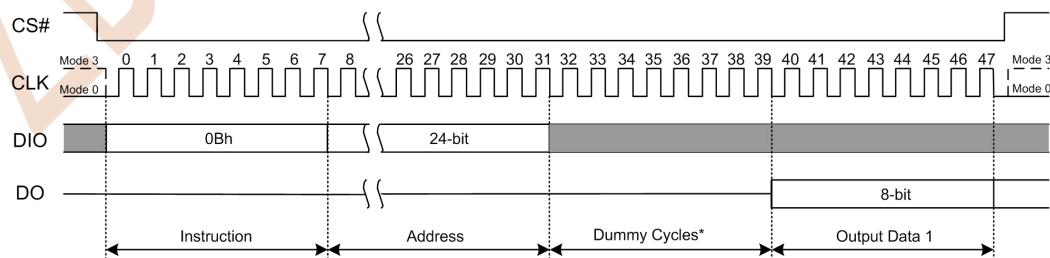 CS#
Mode 3 0 1 2 3 4 5 6 7 8 26 27 28 29 30 31 32 33 34 35 36 37 38 39 40 41 42 43 44 45 46 47 Mode 3
CLK
Mode 0 Mode 0
DIO 0Bh 24-bit
DO 8-bit
Instruction Address Dummy Cycles* Output Data 1